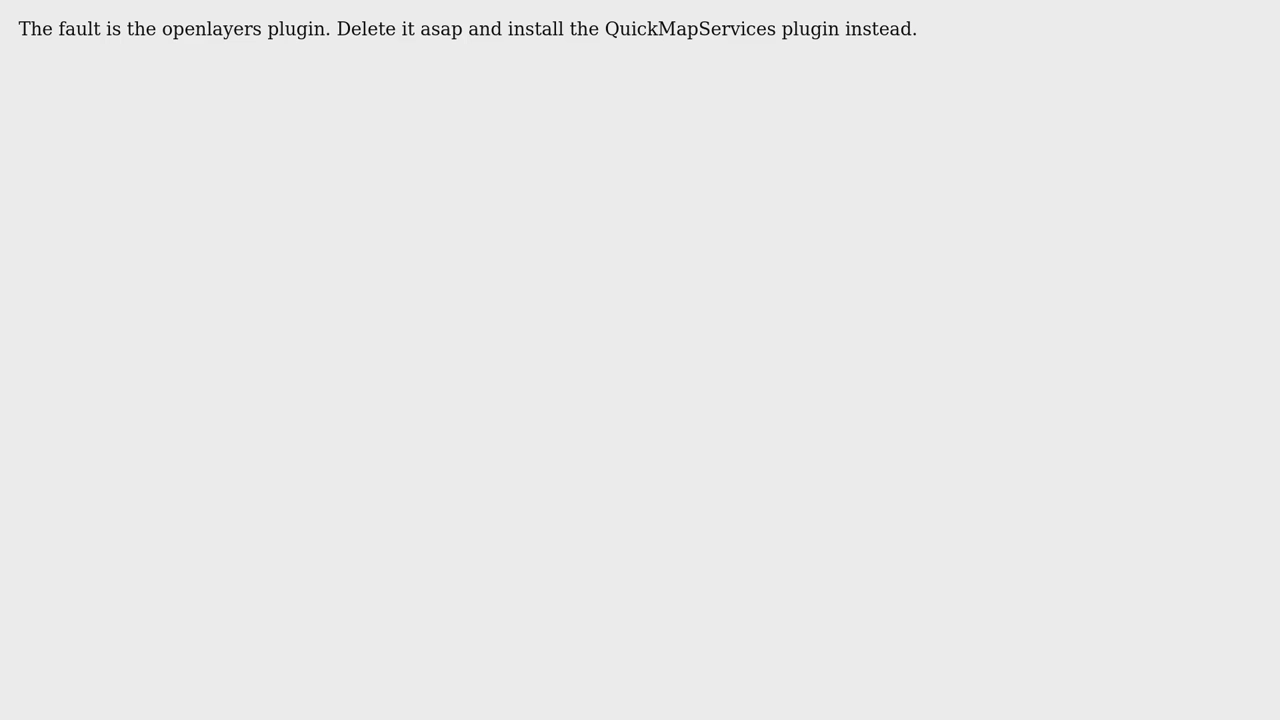 The fault is the openlayers plugin. Delete it asap and install the QuickMapServices plugin instead.